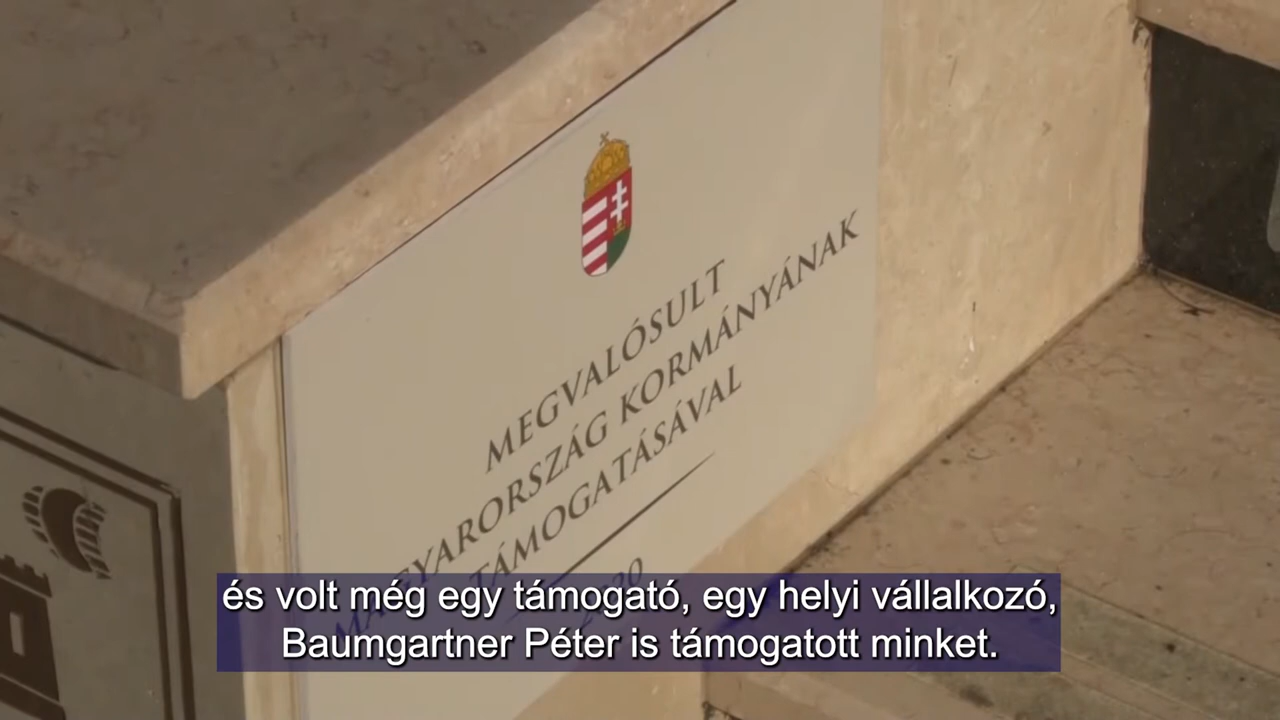 MEGVALÓSULT
MAGYARORSZÁG KORMÁNYÁNAK
TÁMOGATÁSÁVAL
és volt még egy támogató, egy helyi vállalkozó,
Baumgartner Péter is támogatott minket.